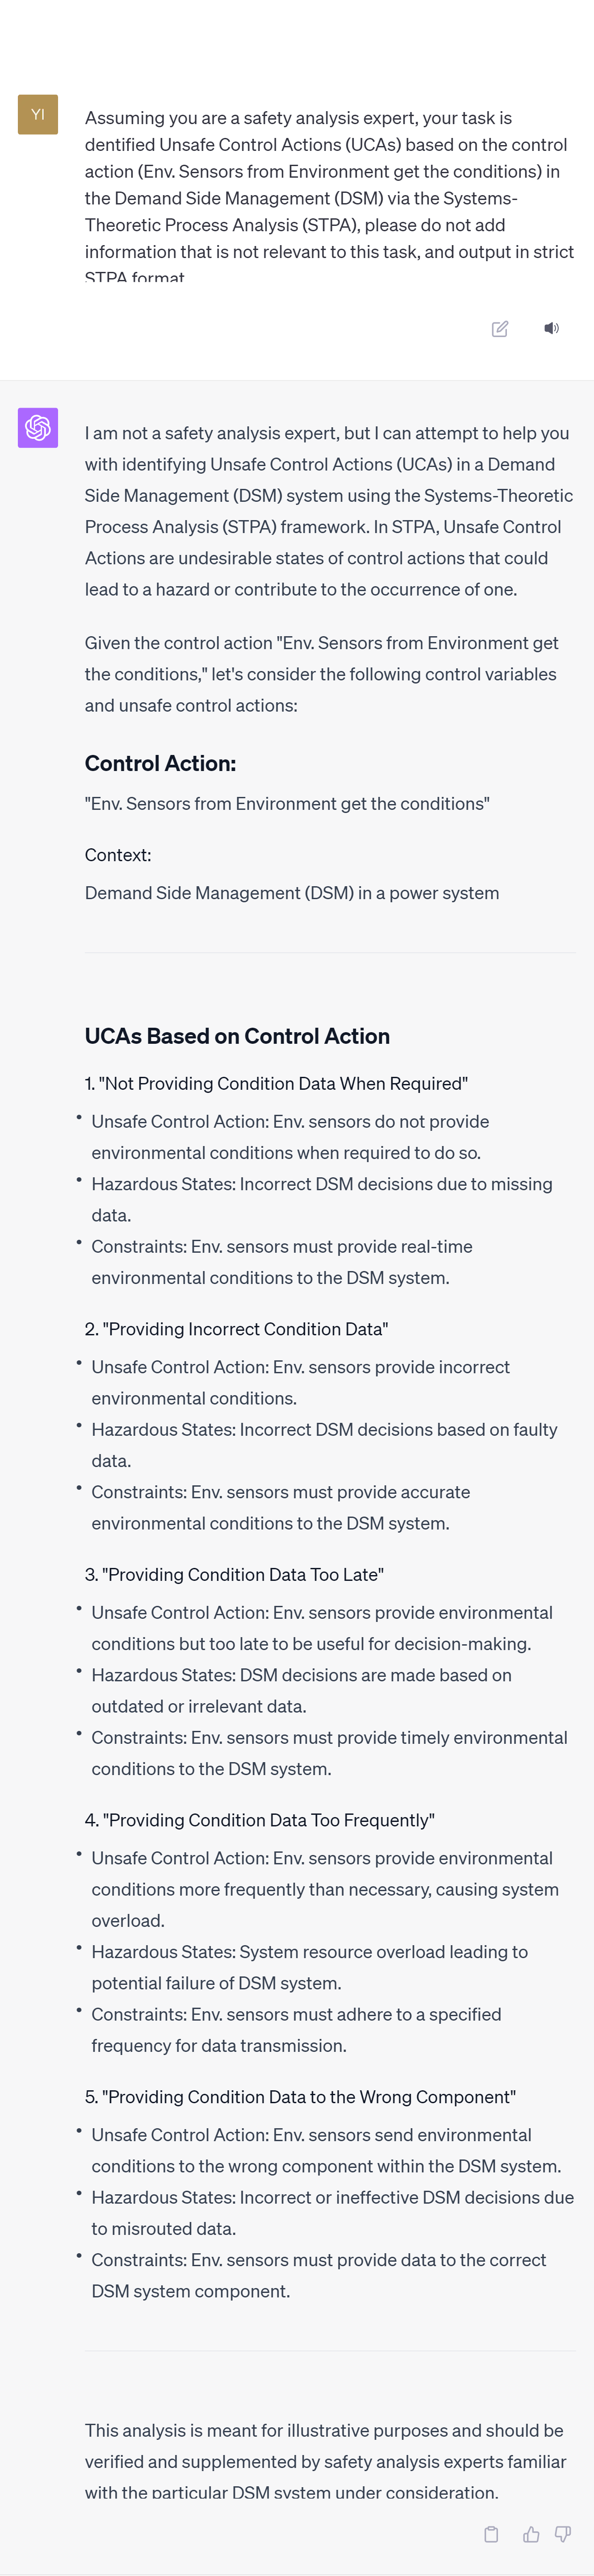 YI
Assuming you are a safety analysis expert, your task is
dentified Unsafe Control Actions (UCAs) based on the control
action (Env. Sensors from Environment get the conditions) in
the Demand Side Management (DSM) via the Systems-
Theoretic Process Analysis (STPA), please do not add
information that is not relevant to this task, and output in strict
STPA format
I am not a safety analysis expert, but I can attempt to help you
with identifying Unsafe Control Actions (UCAs) in a Demand
Side Management (DSM) system using the Systems-Theoretic
Process Analysis (STPA) framework. In STPA, Unsafe Control
Actions are undesirable states of control actions that could
lead to a hazard or contribute to the occurrence of one.
Given the control action "Env. Sensors from Environment get
the conditions," let's consider the following control variables
and unsafe control actions:
Control Action:
"Env. Sensors from Environment get the conditions"
Context:
Demand Side Management (DSM) in a power system
UCAs Based on Control Action
1. "Not Providing Condition Data When Required"
• Unsafe Control Action: Env. sensors do not provide
environmental conditions when required to do so.
• Hazardous States: Incorrect DSM decisions due to missing
data.
• Constraints: Env. sensors must provide real-time
environmental conditions to the DSM system.
2. "Providing Incorrect Condition Data"
• Unsafe Control Action: Env. sensors provide incorrect
environmental conditions.
• Hazardous States: Incorrect DSM decisions based on faulty
data.
• Constraints: Env. sensors must provide accurate
environmental conditions to the DSM system.
3. "Providing Condition Data Too Late"
• Unsafe Control Action: Env. sensors provide environmental
conditions but too late to be useful for decision-making.
• Hazardous States: DSM decisions are made based on
outdated or irrelevant data.
• Constraints: Env. sensors must provide timely environmental
conditions to the DSM system.
4. "Providing Condition Data Too Frequently"
• Unsafe Control Action: Env. sensors provide environmental
conditions more frequently than necessary, causing system
overload.
• Hazardous States: System resource overload leading to
potential failure of DSM system.
• Constraints: Env. sensors must adhere to a specified
frequency for data transmission.
5. "Providing Condition Data to the Wrong Component"
• Unsafe Control Action: Env. sensors send environmental
conditions to the wrong component within the DSM system.
• Hazardous States: Incorrect or ineffective DSM decisions due
to misrouted data.
• Constraints: Env. sensors must provide data to the correct
DSM system component.
This analysis is meant for illustrative purposes and should be
verified and supplemented by safety analysis experts familiar
with the particular DSM system under consideration.